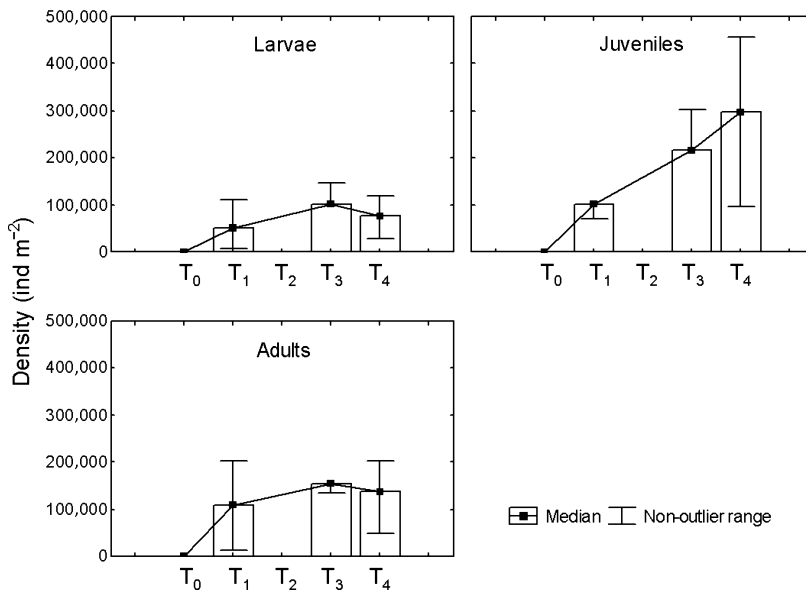 Density (ind m⁻²)
500,000
400,000
300,000
200,000
100,000
0
Larvae
T₀ T₁ T₂ T₃ T₄
Juveniles
T₀ T₁ T₂ T₃ T₄
500,000
400,000
300,000
200,000
100,000
0
Adults
T₀ T₁ T₂ T₃ T₄
Median
Non-outlier range